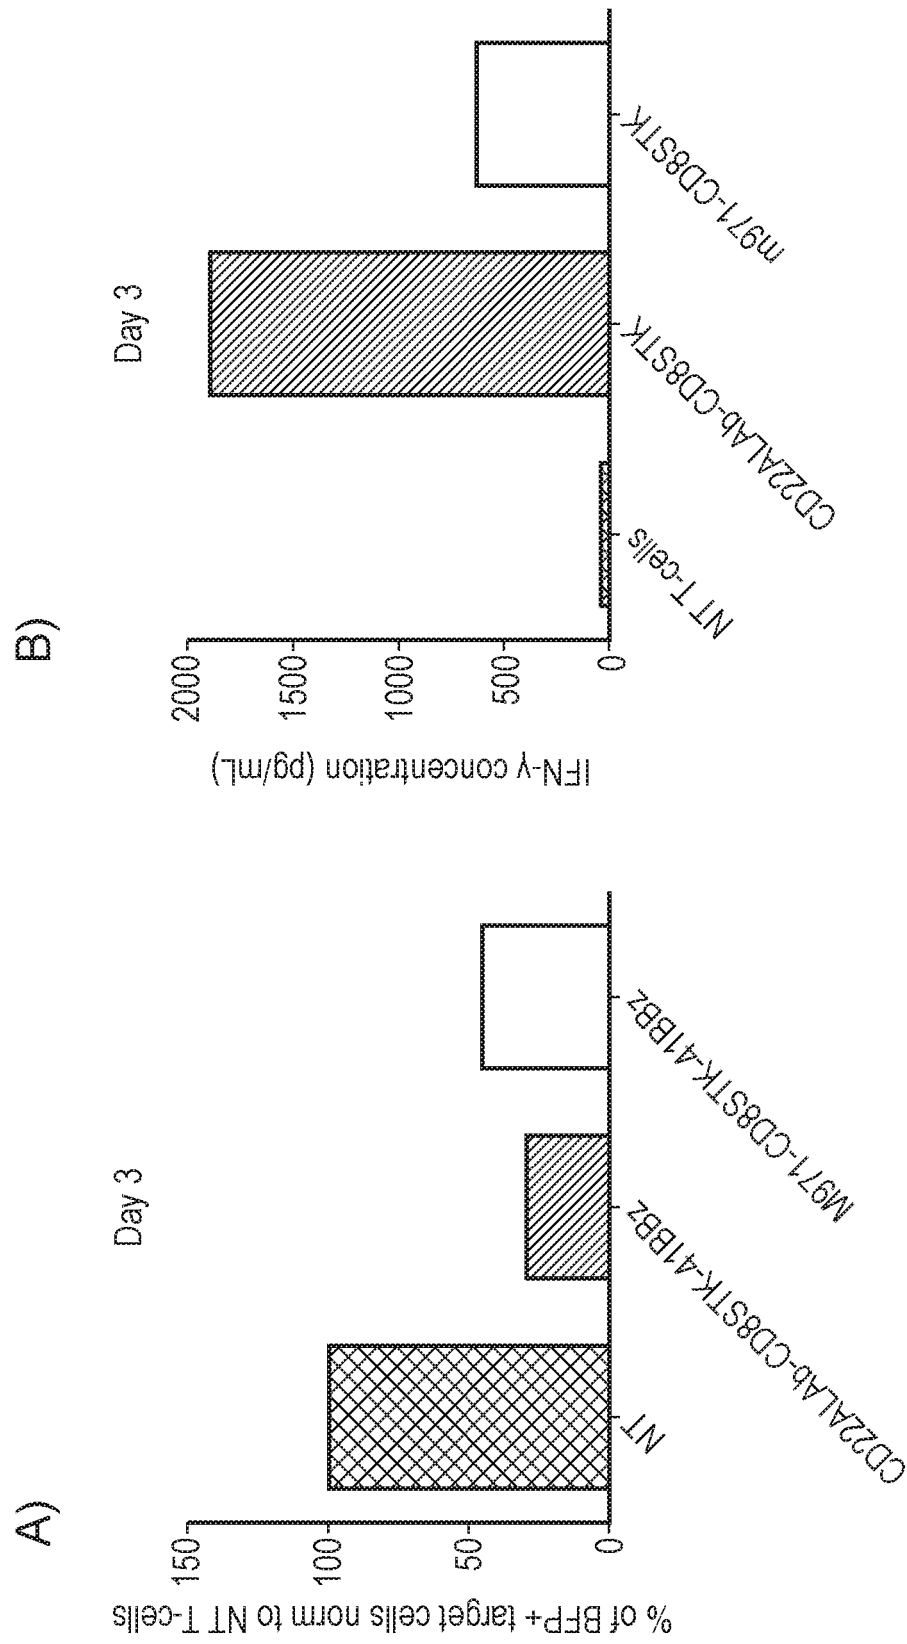 A)
Day 3
% of BFP+ target cells norm to NT T-cells
150
100
50
0
NT
CD22ALAb-CD8STK-41BBz
M971-CD8STK-41BBz
B)
Day 3
IFN-γ concentration (pg/mL)
2000
1500
1000
500
0
NT T-cells
CD22ALAb-CD8STK
m971-CD8STK